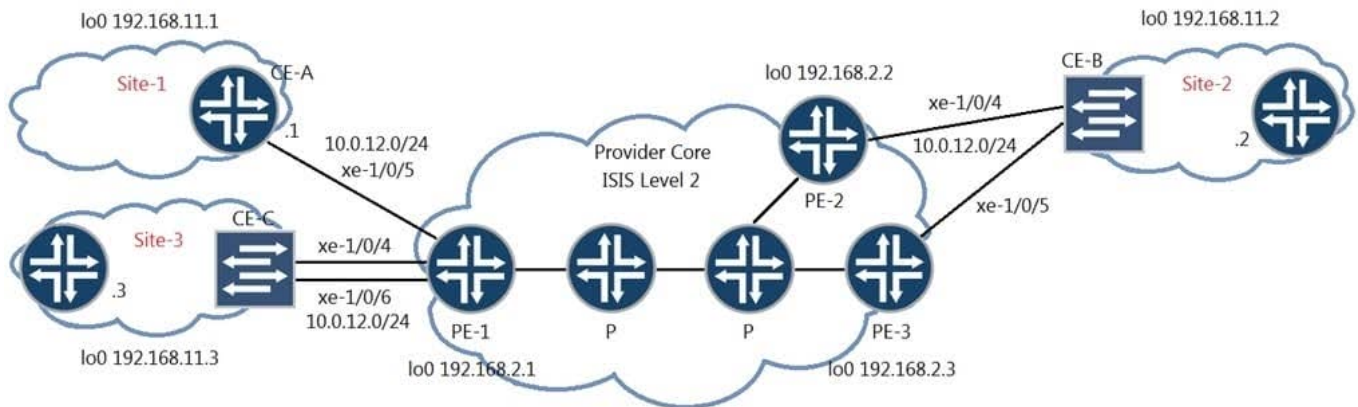 lo0 192.168.11.1
Site-1
CE-A
.1
10.0.12.0/24
xe-1/0/5
Site-3
CE-C
.3
xe-1/0/4
xe-1/0/6
10.0.12.0/24
lo0 192.168.11.3
PE-1
lo0 192.168.2.1
Provider Core
ISIS Level 2
P
P
lo0 192.168.2.2
PE-2
PE-3
lo0 192.168.2.3
xe-1/0/4
10.0.12.0/24
xe-1/0/5
lo0 192.168.11.2
CE-B
Site-2
.2